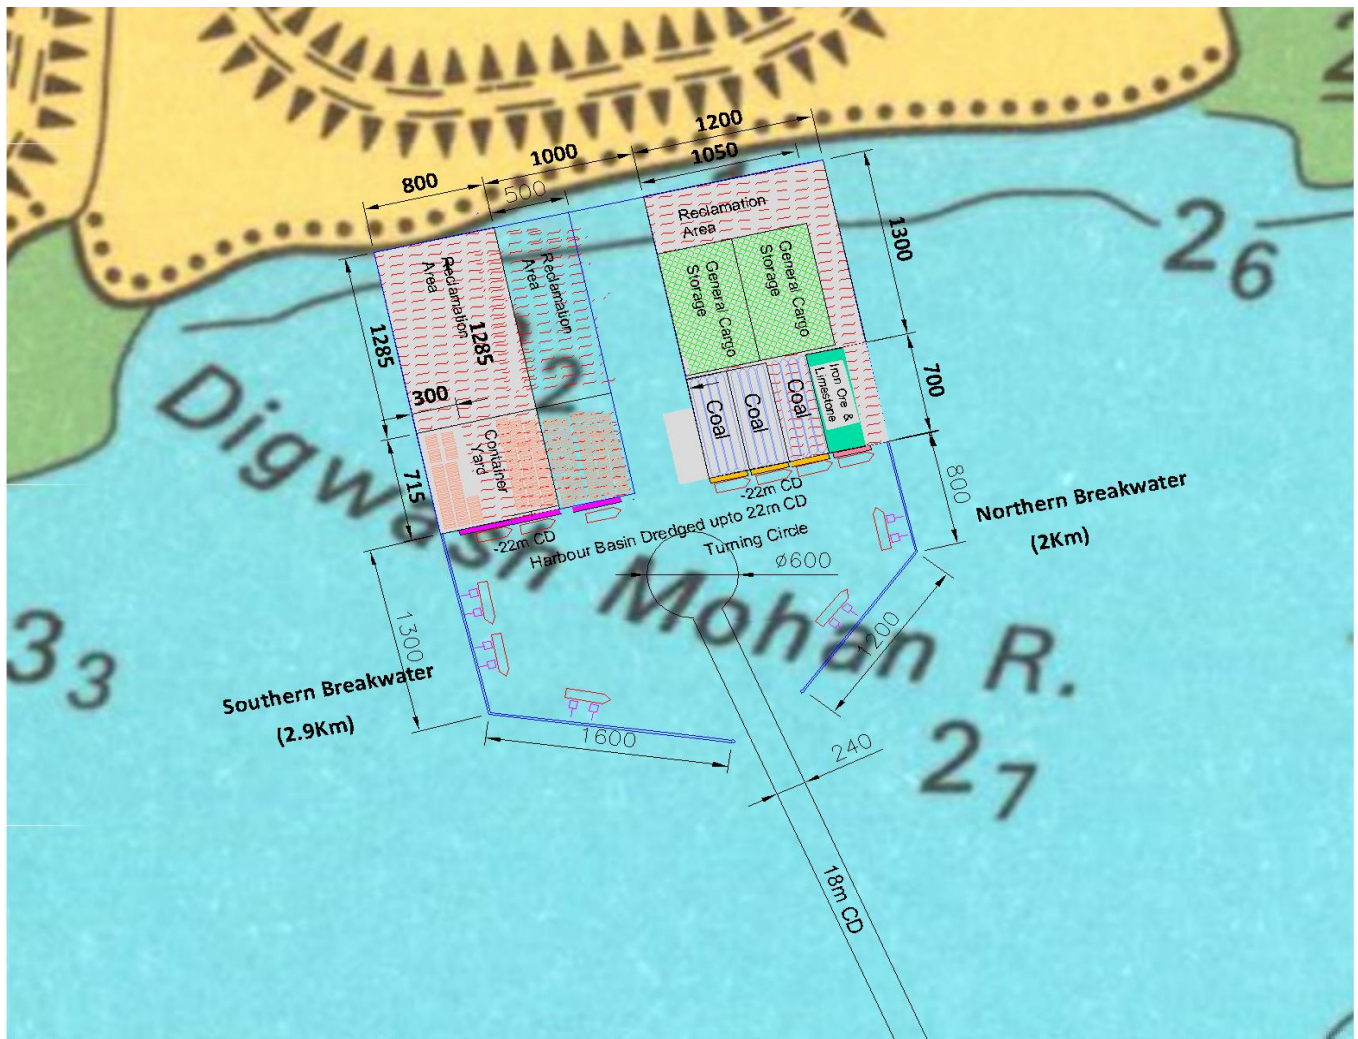 1200
1050
1000
800
500
Reclamation
Area
1300
General Cargo
Storage
General Cargo
Storage
Reclamation
Area
Reclamation
Area
1285
1285
300
700
Iron Ore &
Limestone
Coal
Coal
Coal
Container
Yard
715
800
-22m CD
-22m CD
Harbour Basin Dredged upto 22m CD
Turning Circle
Ø600
Northern Breakwater
(2Km)
1300
1200
Southern Breakwater
(2.9Km)
1600
240
18m CD
Digwash Mohan R.
26
2
33
27